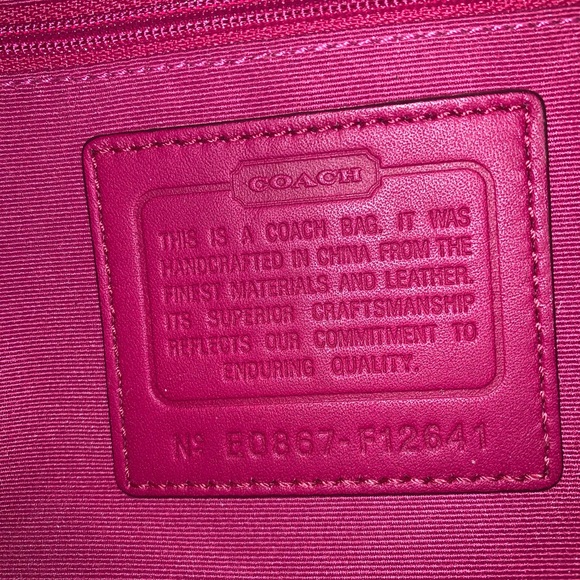 COACH
THIS IS A COACH BAG. IT WAS
HANDCRAFTED IN CHINA FROM THE
FINEST MATERIALS AND LEATHER.
ITS SUPERIOR CRAFTSMANSHIP
REFLECTS OUR COMMITMENT TO
ENDURING QUALITY.
Nº E0867-F12641